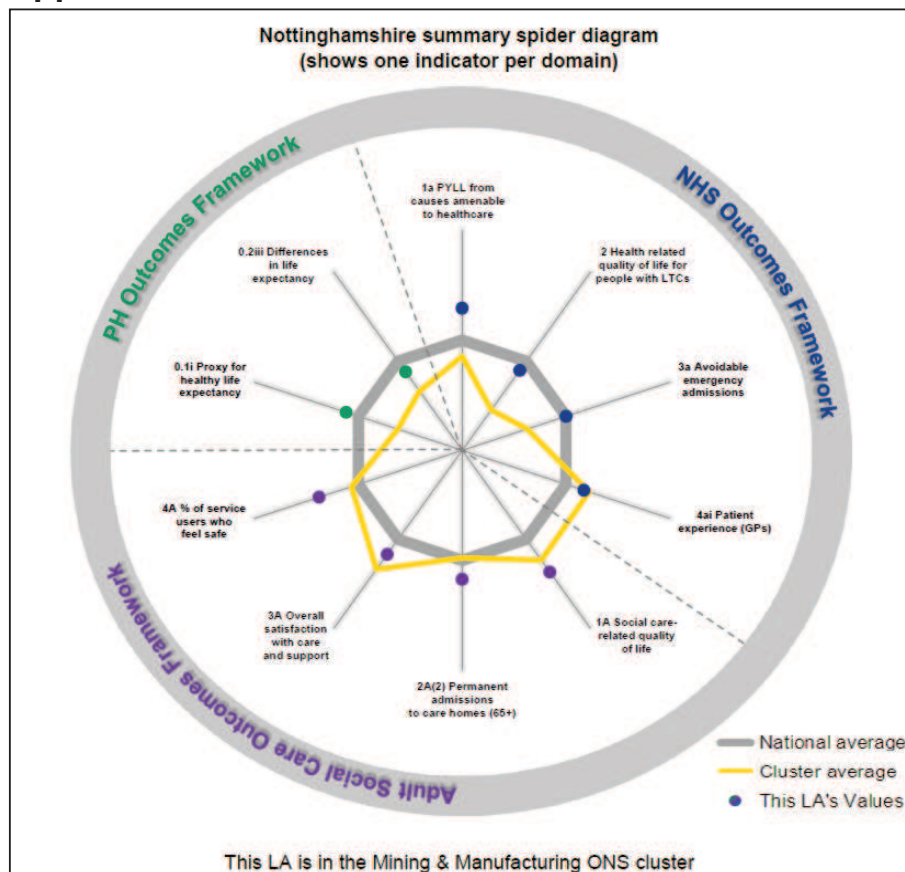 Nottinghamshire summary spider diagram
(shows one indicator per domain)
PH Outcomes Framework
NHS Outcomes Framework
1a PYLL from
causes amenable
to healthcare
0.2iii Differences
in life
expectancy
2 Health related
quality of life for
people with LTCs
0.1i Proxy for
healthy life
expectancy
3a Avoidable
emergency
admissions
4A % of service
users who
feel safe
4ai Patient
experience (GPs)
3A Overall
satisfaction
with care
and support
1A Social care-
related quality
of life
2A(2) Permanent
admissions
to care homes (65+)
Adult Social Care Outcomes Framework
National average
Cluster average
This LA's Values
This LA is in the Mining & Manufacturing ONS cluster